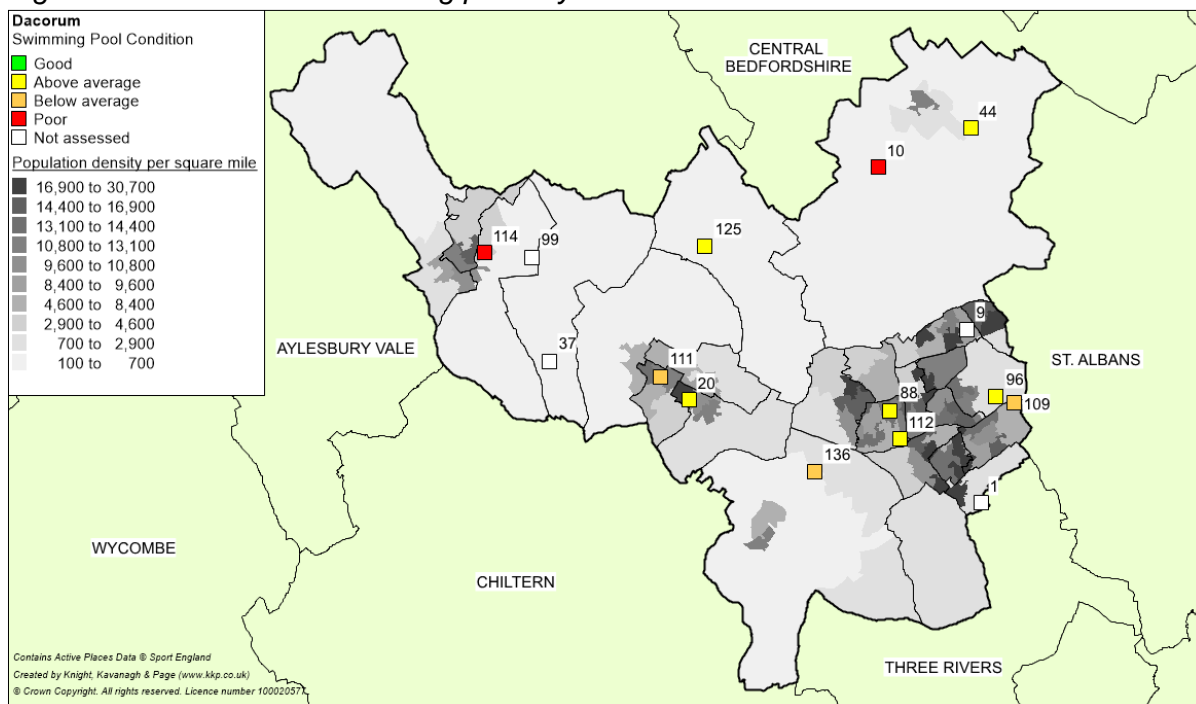 Dacorum
Swimming Pool Condition
Good
Above average
Below average
Poor
Not assessed
Population density per square mile
16,900 to 30,700
14,400 to 16,900
13,100 to 14,400
10,800 to 13,100
9,600 to 10,800
8,400 to 9,600
4,600 to 8,400
2,900 to 4,600
700 to 2,900
100 to 700
CENTRAL
BEDFORDSHIRE
44
10
125
114
99
9
AYLESBURY VALE
37
ST. ALBANS
111
20
88
96
109
112
136
1
WYCOMBE
CHILTERN
THREE RIVERS
Contains Active Places Data © Sport England
Created by Knight, Kavanagh & Page (www.kkp.co.uk)
© Crown Copyright. All rights reserved. Licence number 100020577